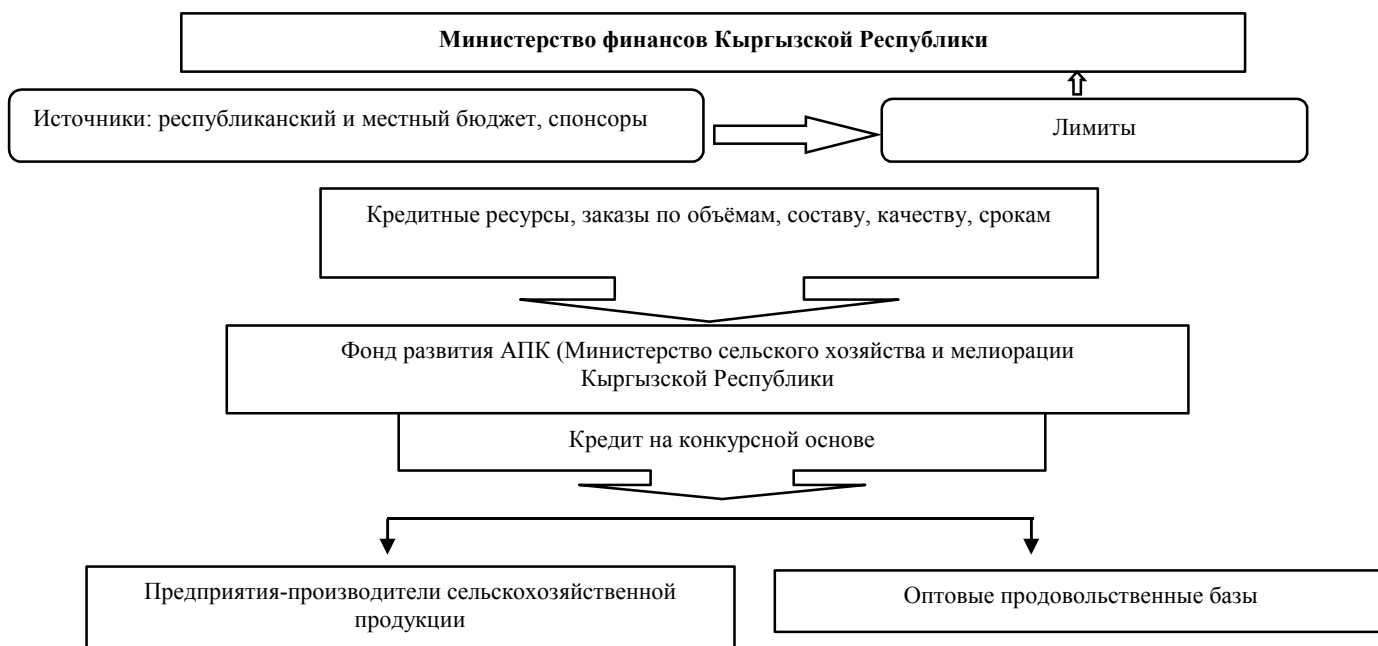 Министерство финансов Кыргызской Республики
Источники: республиканский и местный бюджет, спонсоры
Лимиты
Кредитные ресурсы, заказы по объёмам, составу, качеству, срокам
Фонд развития АПК (Министерство сельского хозяйства и мелиорации
Кыргызской Республики
Кредит на конкурсной основе
Предприятия-производители сельскохозяйственной
продукции
Оптовые продовольственные базы